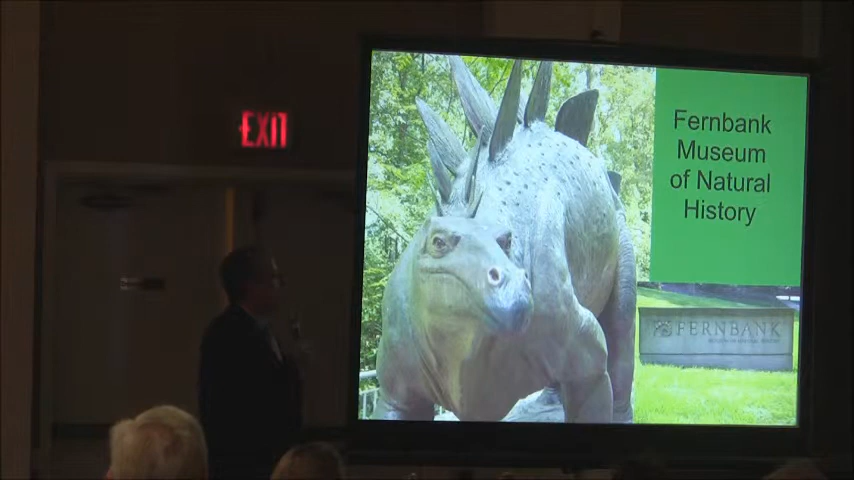 EXIT
Fernbank
Museum
of Natural
History
FERNBANK